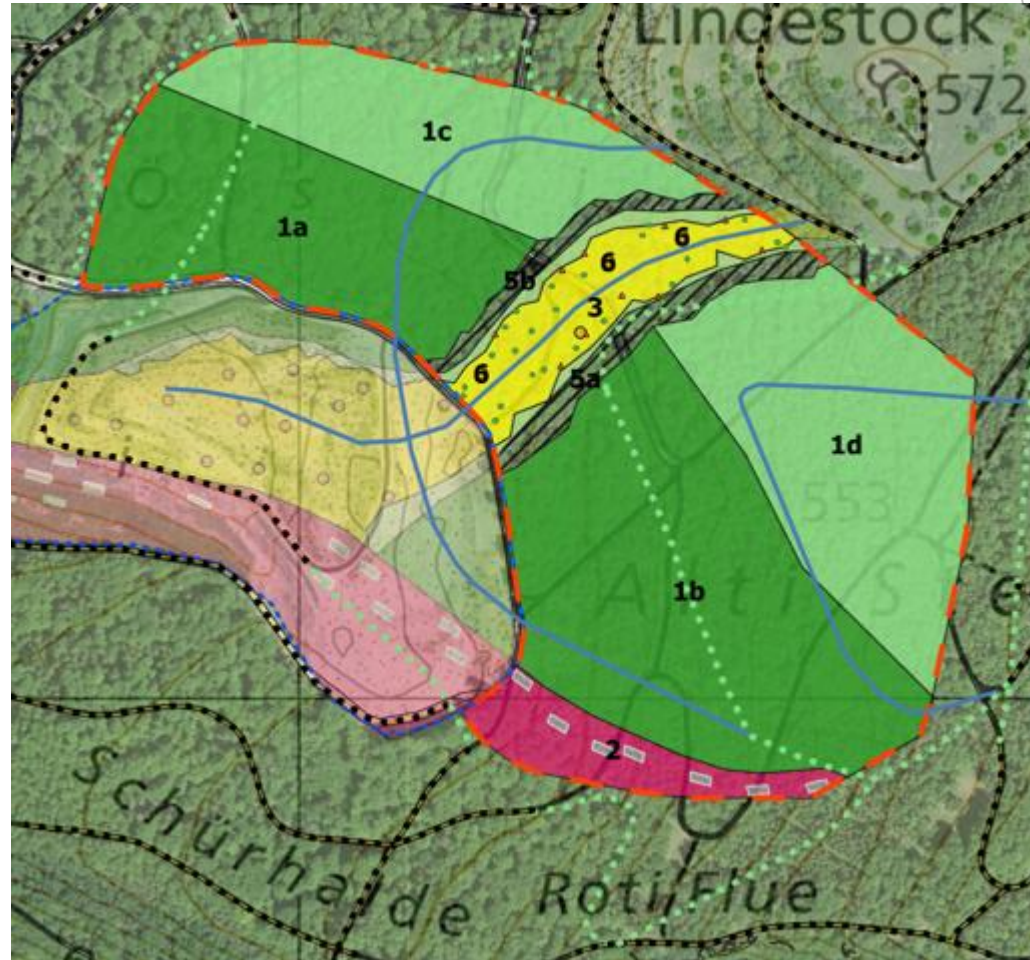 Lindestock
572
1c
Ö s
1a
6
6
5b
3
6
5a
1d
553
1b
A t i S e
2
Schürhalde
Roti Flue